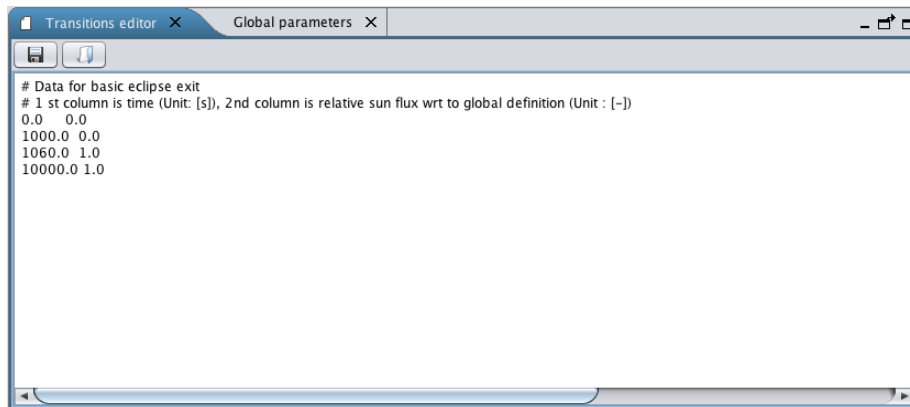 Transitions editor X Global parameters X
# Data for basic eclipse exit
# 1 st column is time (Unit: [s]), 2nd column is relative sun flux wrt to global definition (Unit : [-])
0.0 0.0
1000.0 0.0
1060.0 1.0
10000.0 1.0